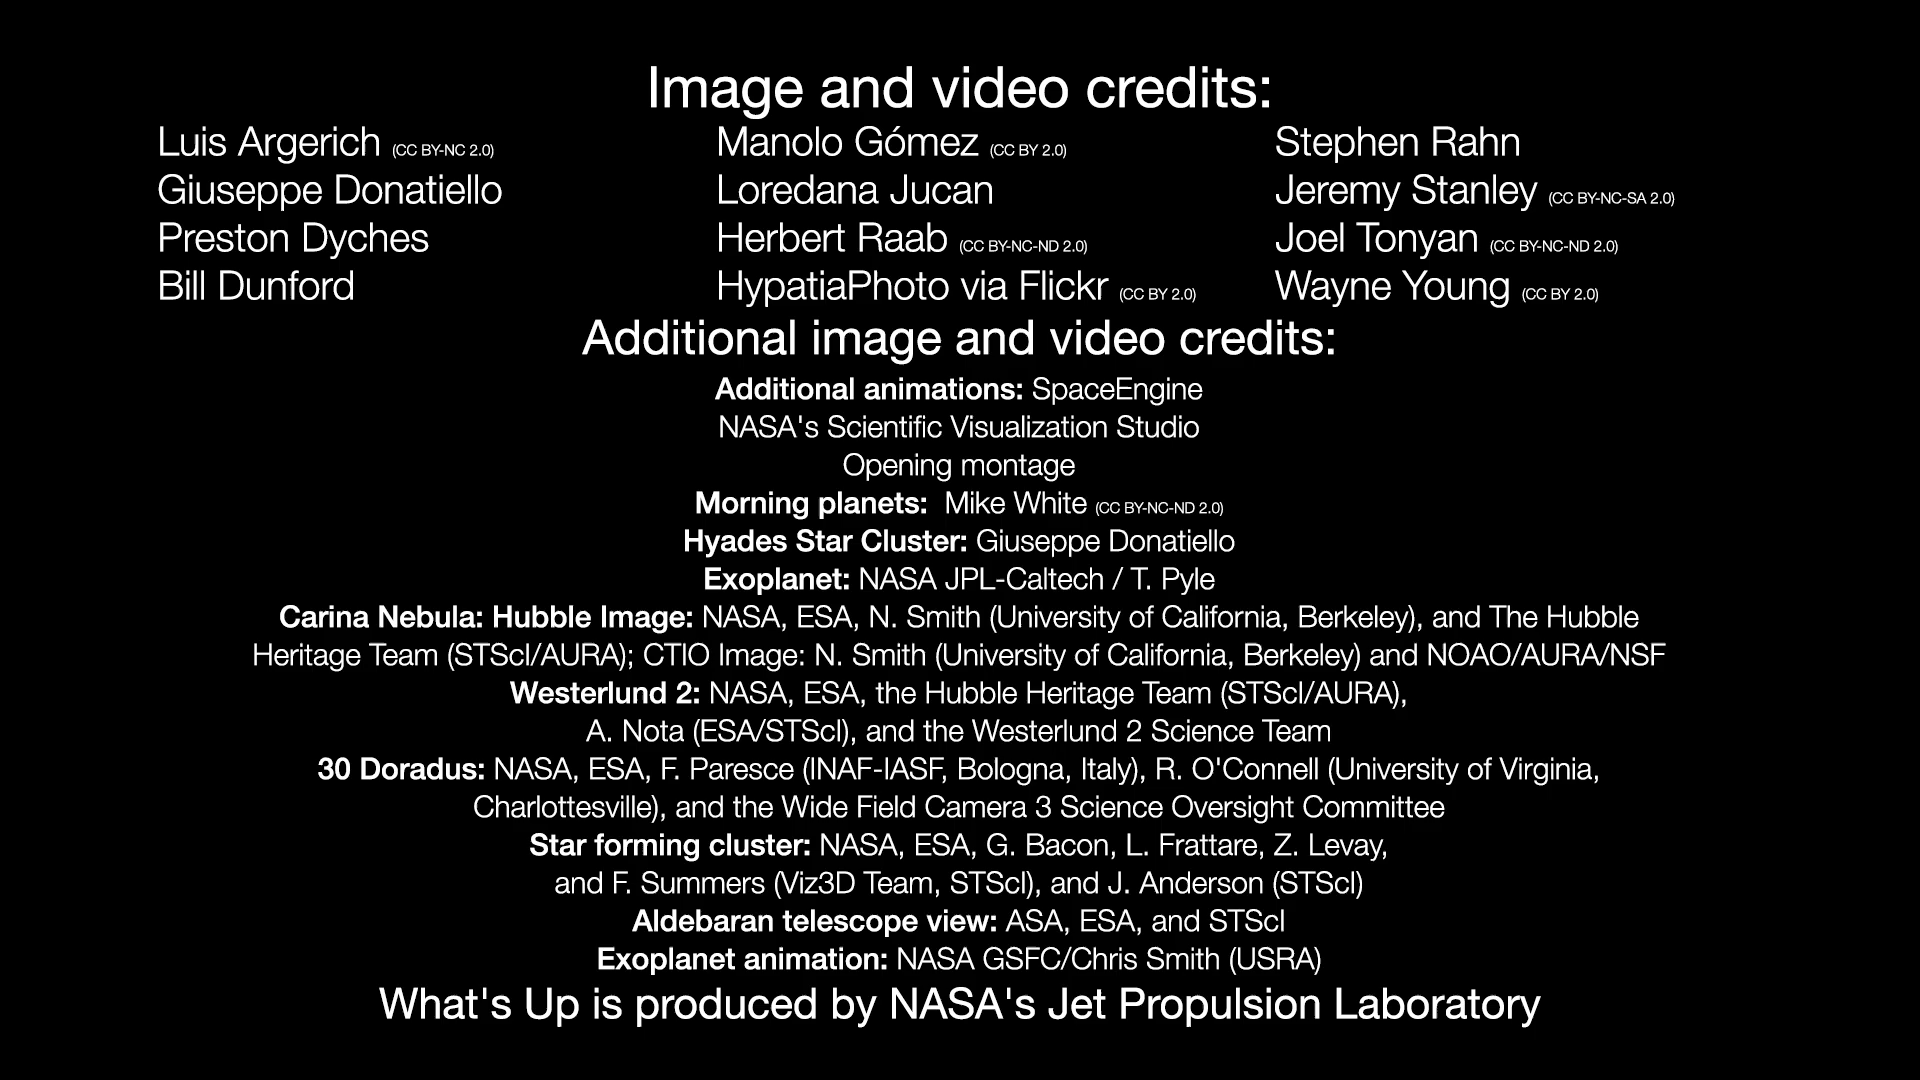 Image and video credits:
Luis Argerich (CC BY-NC 2.0)
Giuseppe Donatiello
Preston Dyches
Bill Dunford
Manolo Gómez (CC BY 2.0)
Loredana Jucan
Herbert Raab (CC BY-NC-ND 2.0)
HypatiaPhoto via Flickr (CC BY 2.0)
Stephen Rahn
Jeremy Stanley (CC BY-NC-SA 2.0)
Joel Tonyan (CC BY-NC-ND 2.0)
Wayne Young (CC BY 2.0)
Additional image and video credits:
Additional animations: SpaceEngine
NASA's Scientific Visualization Studio
Opening montage
Morning planets: Mike White (CC BY-NC-ND 2.0)
Hyades Star Cluster: Giuseppe Donatiello
Exoplanet: NASA JPL-Caltech / T. Pyle
Carina Nebula: Hubble Image: NASA, ESA, N. Smith (University of California, Berkeley), and The Hubble
Heritage Team (STScI/AURA); CTIO Image: N. Smith (University of California, Berkeley) and NOAO/AURA/NSF
Westerlund 2: NASA, ESA, the Hubble Heritage Team (STScI/AURA),
A. Nota (ESA/STScI), and the Westerlund 2 Science Team
30 Doradus: NASA, ESA, F. Paresce (INAF-IASF, Bologna, Italy), R. O'Connell (University of Virginia,
Charlottesville), and the Wide Field Camera 3 Science Oversight Committee
Star forming cluster: NASA, ESA, G. Bacon, L. Frattare, Z. Levay,
and F. Summers (Viz3D Team, STScI), and J. Anderson (STScI)
Aldebaran telescope view: ASA, ESA, and STScI
Exoplanet animation: NASA GSFC/Chris Smith (USRA)
What's Up is produced by NASA's Jet Propulsion Laboratory